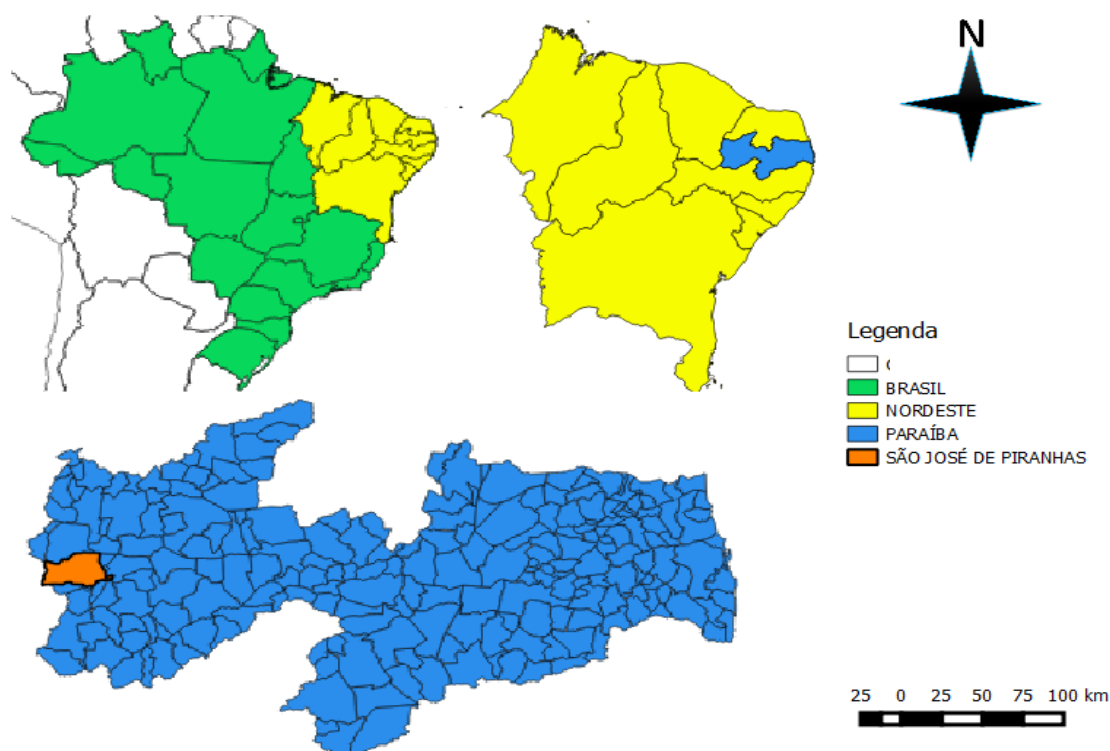 N
Legenda
BRASIL
NORDESTE
PARAÍBA
SÃO JOSÉ DE PIRANHAS
25 0 25 50 75 100 km